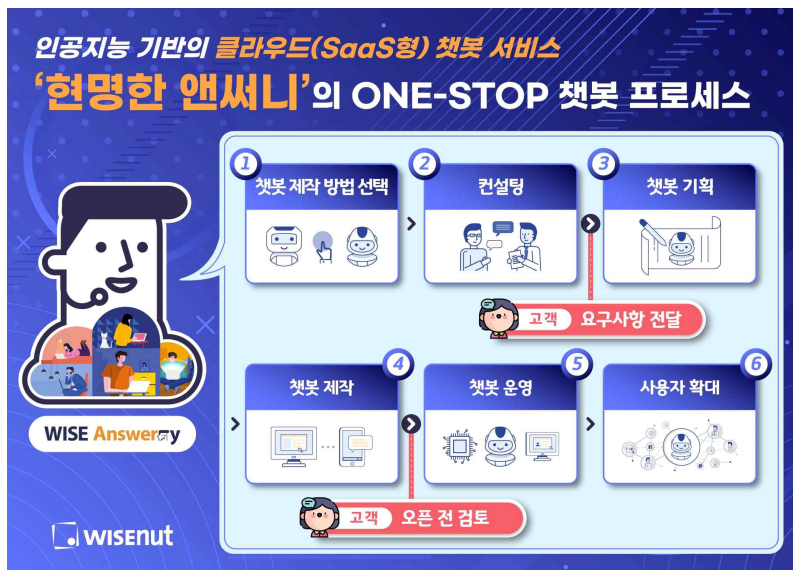 인공지능 기반의 클라우드(SaaS형) 챗봇 서비스
‘현명한 앤써니’의 ONE-STOP 챗봇 프로세스
1
챗봇 제작 방법 선택
2
컨설팅
3
챗봇 기획
고객 요구사항 전달
4
챗봇 제작
5
챗봇 운영
6
사용자 확대
고객 오픈 전 검토
WISE Answerny
WISEnut